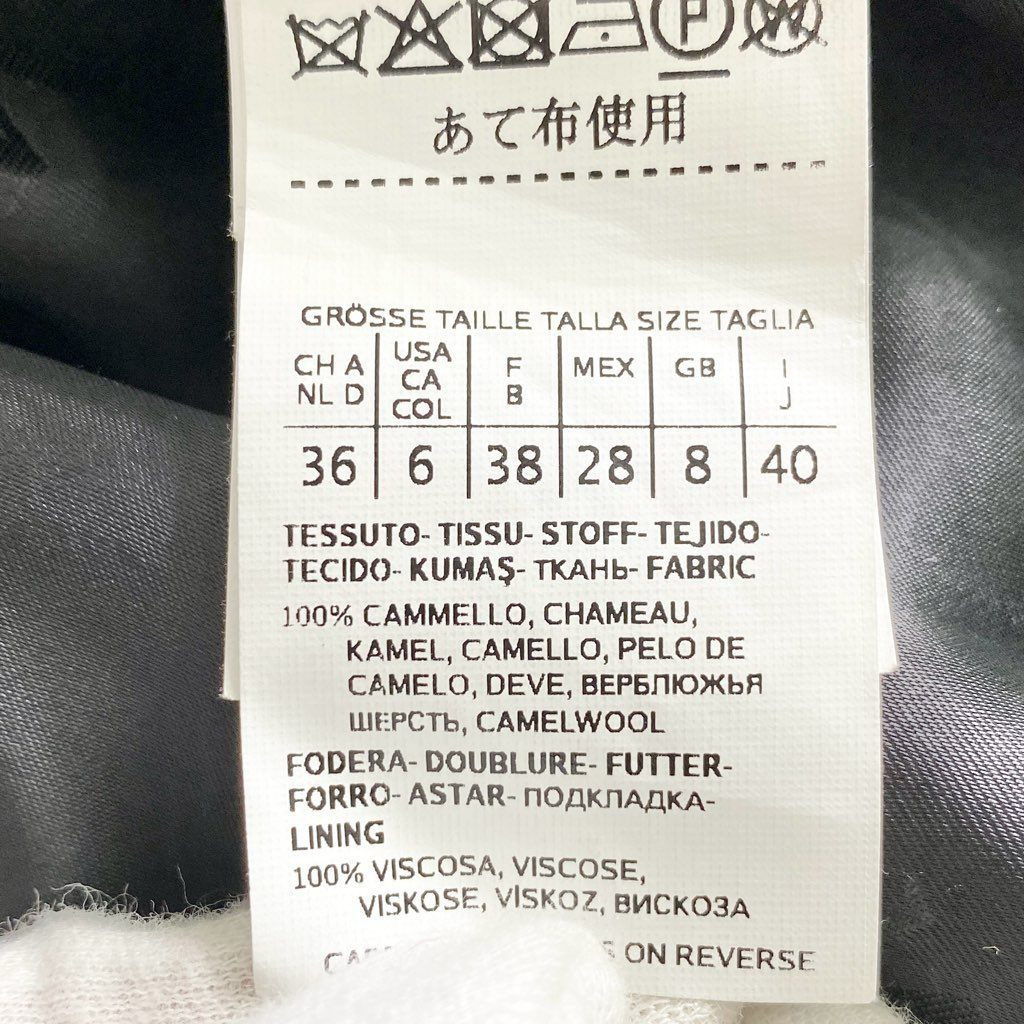 P
W
あて布使用
GRÖSSE TAILLE TALLA SIZE TAGLIA
CH A NL D
USA CA COL
F B
MEX
GB
I J
36 6 38 28 8 40
TESSUTO- TISSU- STOFF- TEJIDO-
TECIDO- KUMAŞ- ТКАНЬ- FABRIC
100% CAMMELLO, CHAMEAU,
KAMEL, CAMELLO, PELO DE
CAMELO, DEVE, ВЕРБЛЮЖЬЯ
ШЕРСТЬ, CAMELWOOL
FODERA- DOUBLURE- FUTTER-
FORRO- ASTAR- ПОДКЛАДКА-
LINING
100% VISCOSA, VISCOSE,
VISKOSE, VİSKOZ, ВИСКОЗА
ON REVERSE